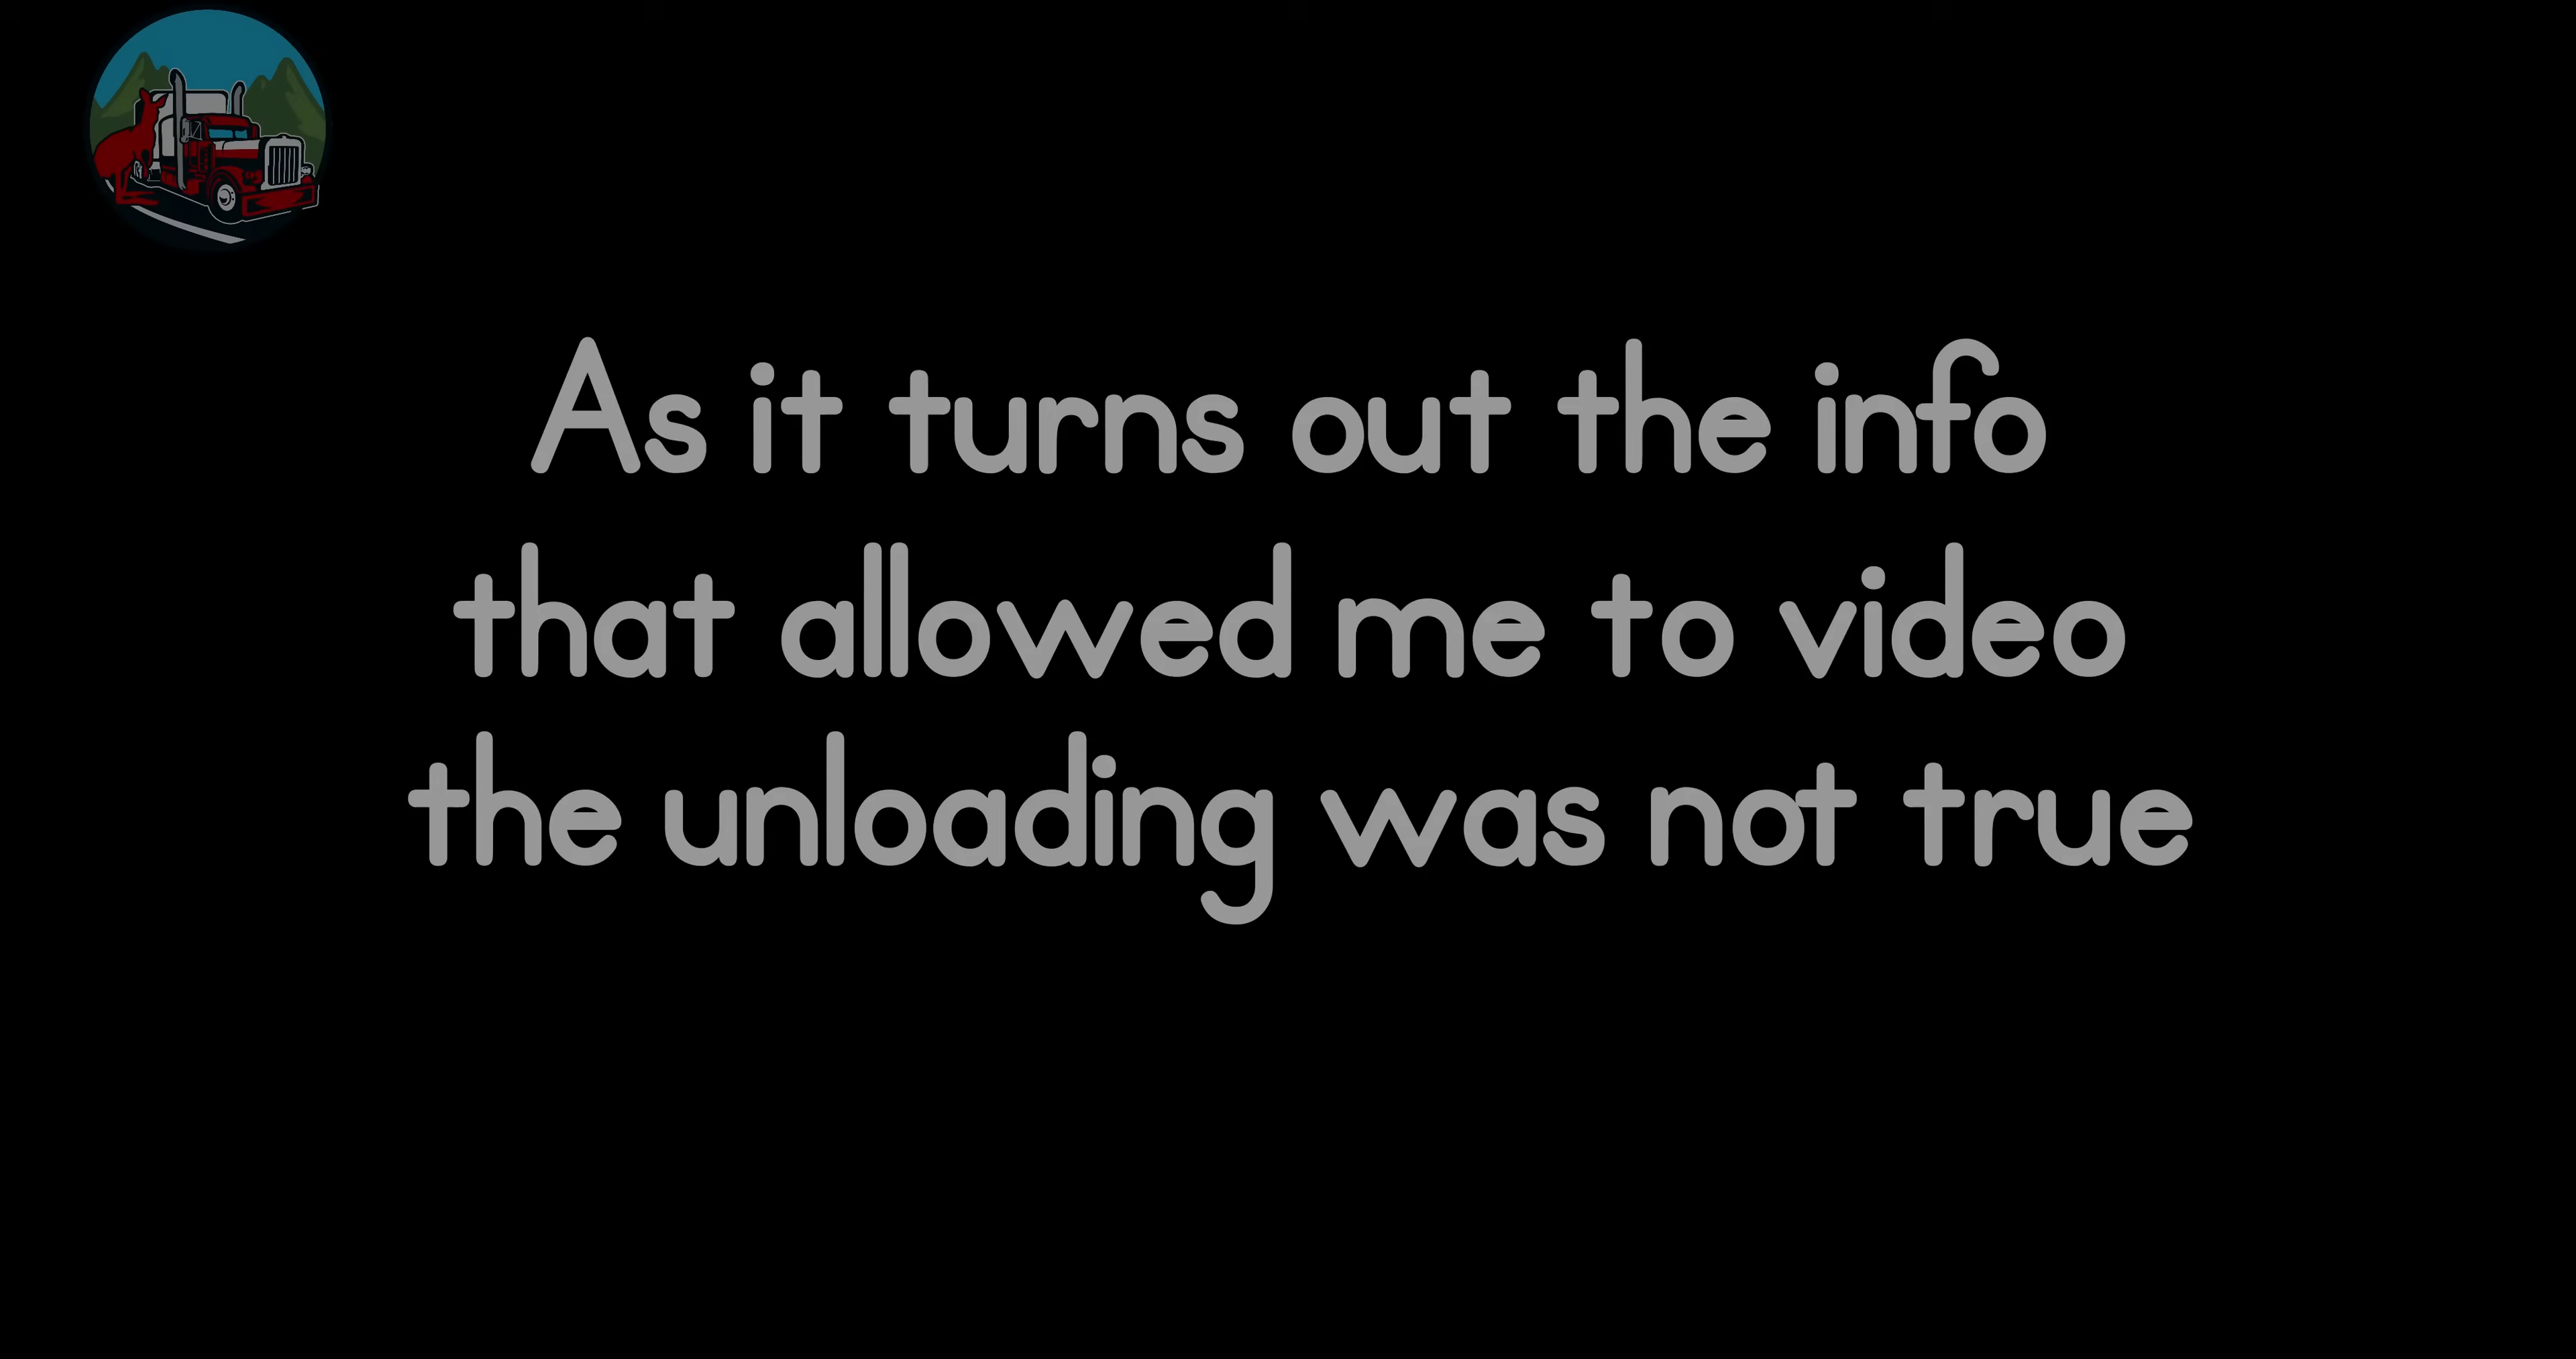 As it turns out the info
that allowed me to video
the unloading was not true